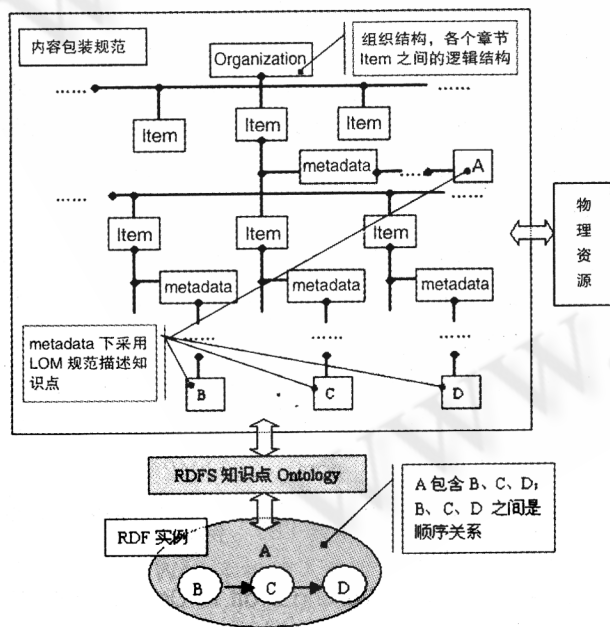 内容包装规范
Organization
组织结构，各个章节
Item 之间的逻辑结构
……
……
Item
Item
Item
metadata
……
A
……
……
Item
Item
Item
metadata
metadata
metadata
……
……
……
metadata 下采用
LOM 规范描述知
识点
B
C
D
物
理
资
源
RDFS 知识点 Ontology
RDF 实例
A
B
C
D
A 包含 B、C、D；
B、C、D 之间是
顺序关系